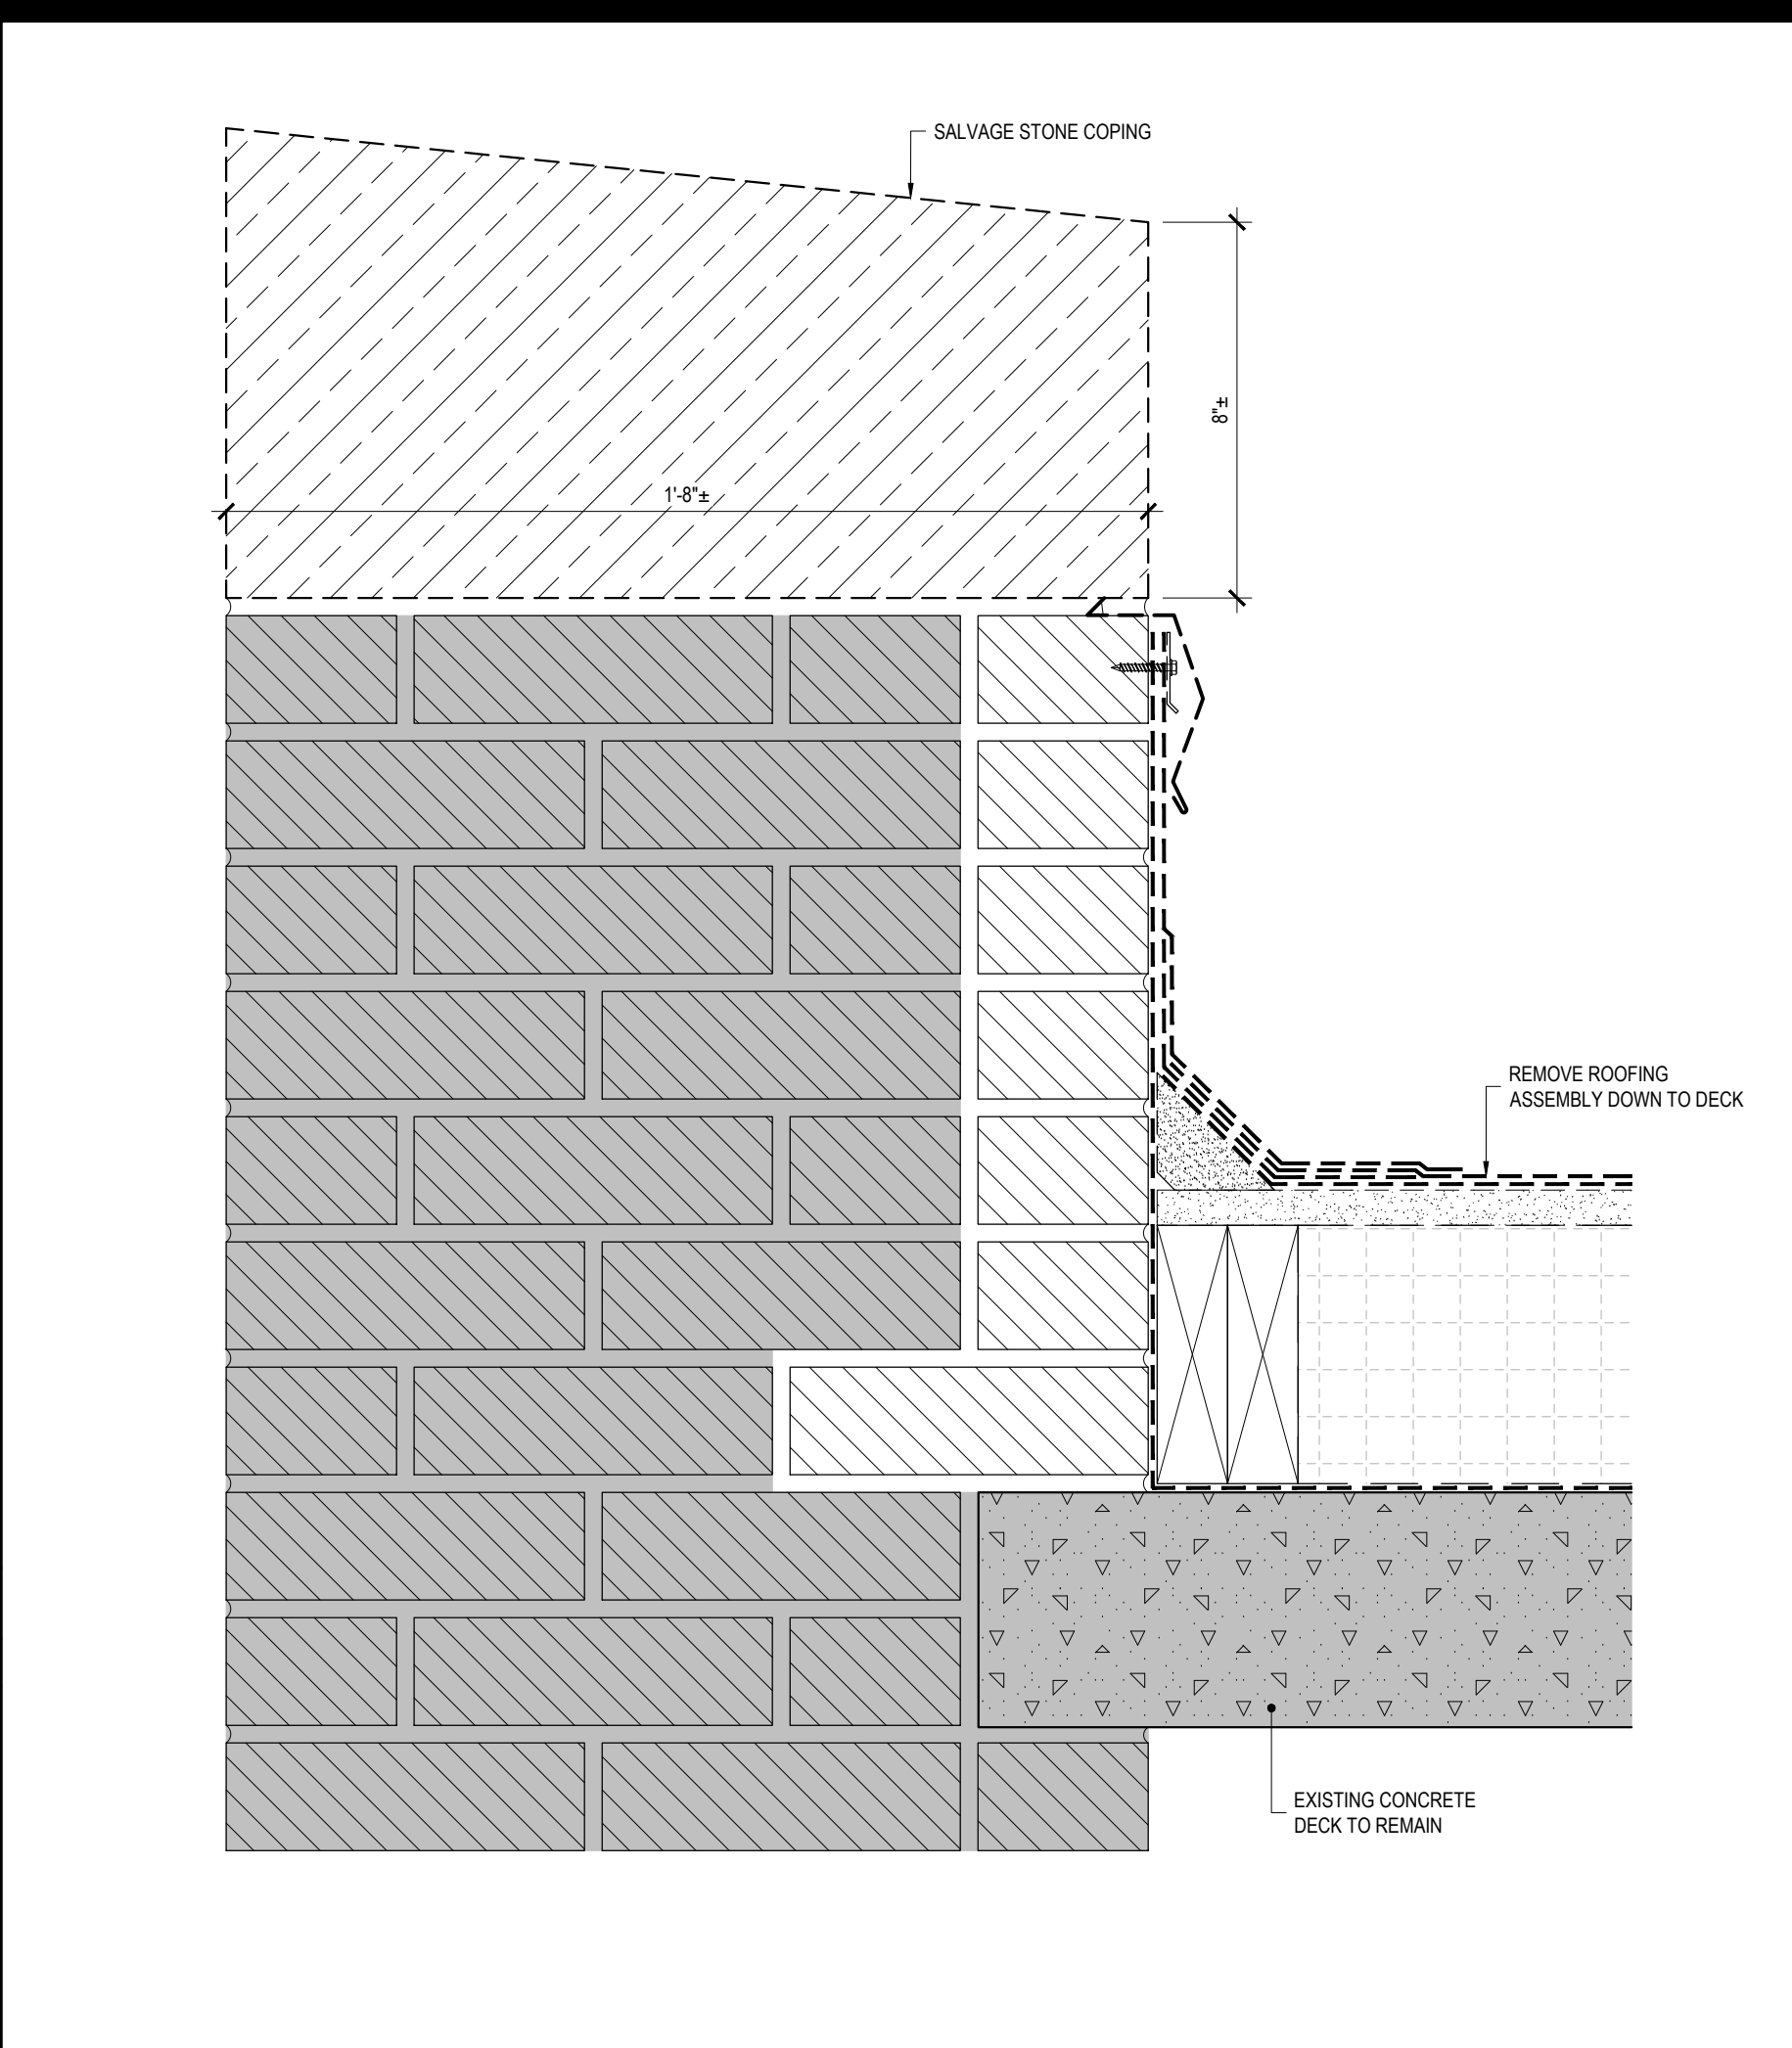 SALVAGE STONE COPING
8"±
1'-8"±
REMOVE ROOFING
ASSEMBLY DOWN TO DECK
EXISTING CONCRETE
DECK TO REMAIN